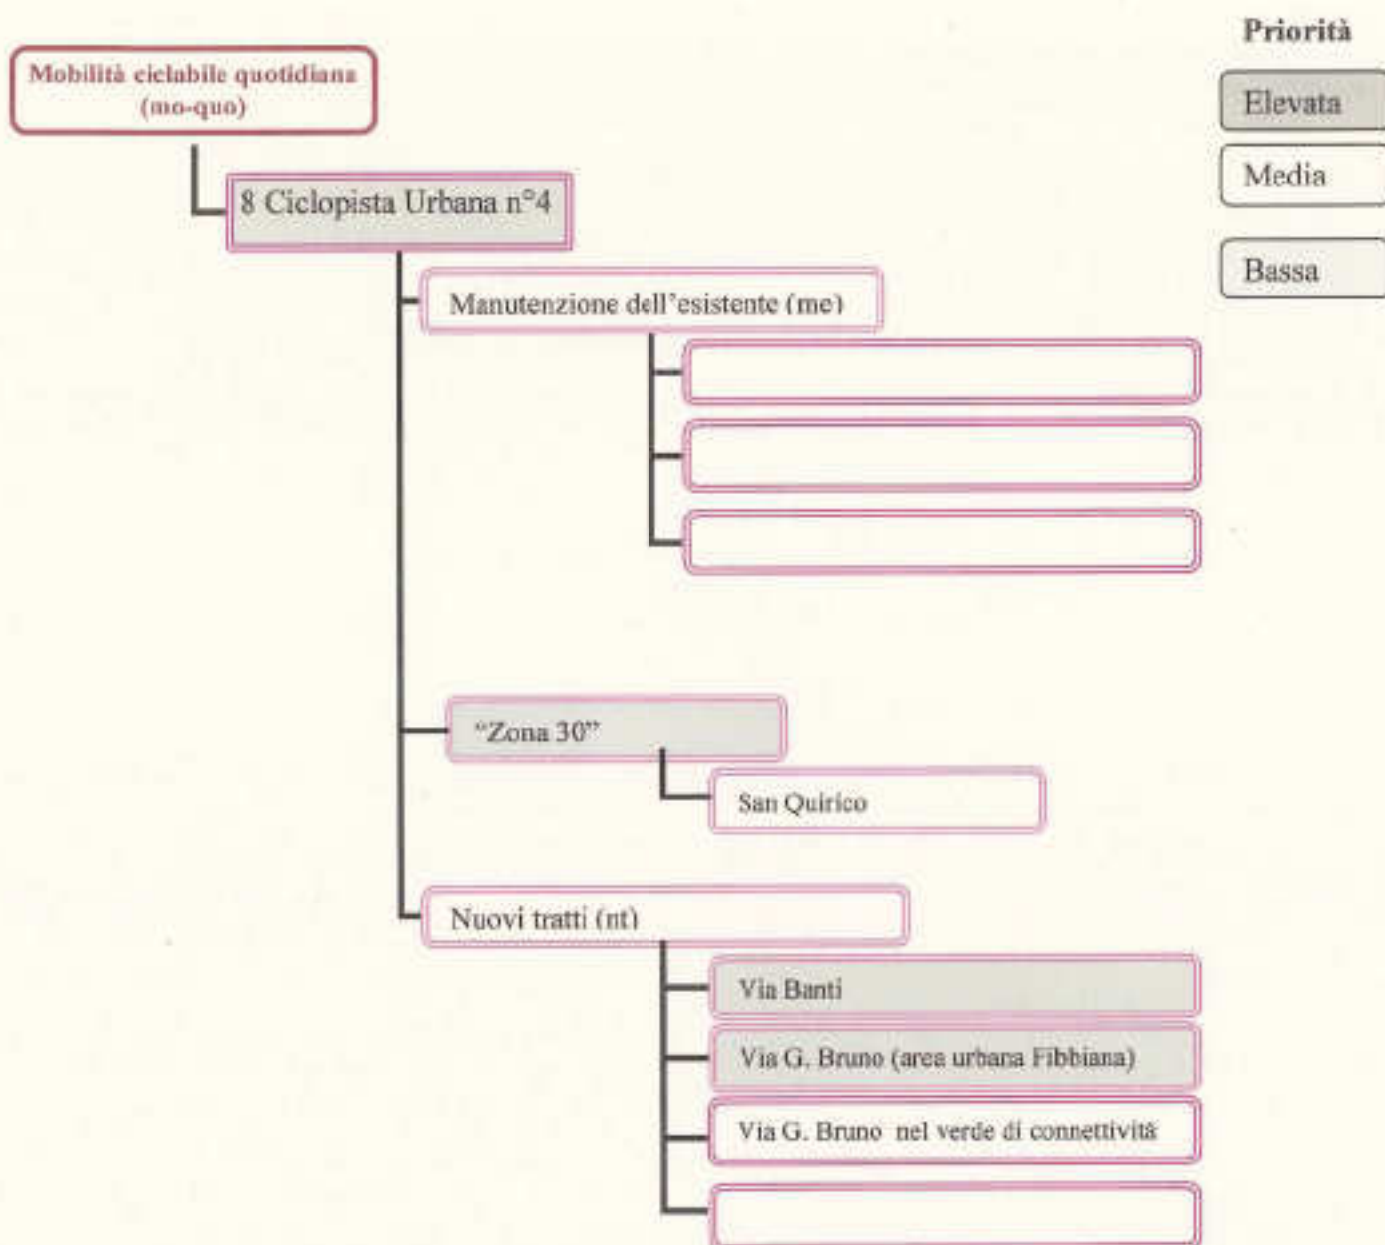 Priorità
Elevata
Media
Bassa
Mobilità ciclabile quotidiana
(mo-quo)
8 Ciclopista Urbana n°4
Manutenzione dell'esistente (me)
“Zona 30”
San Quirico
Nuovi tratti (nt)
Via Banti
Via G. Bruno (area urbana Fibbiana)
Via G. Bruno nel verde di connettività